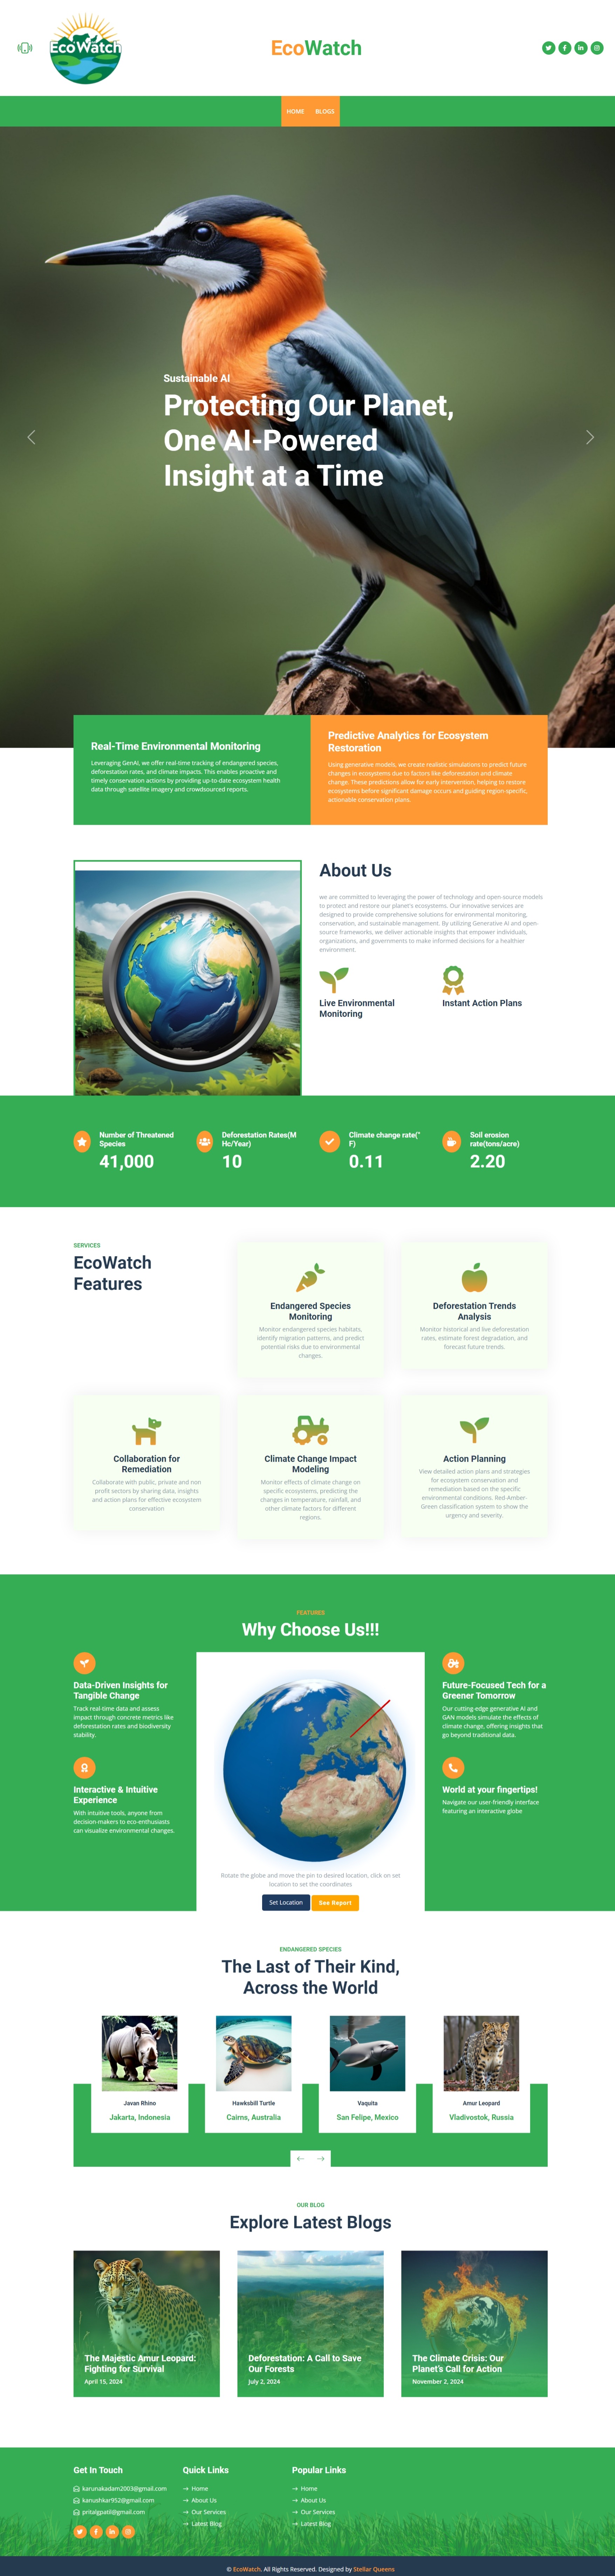 EcoWatch
EcoWatch
HOME
BLOGS
Sustainable AI
Protecting Our Planet,
One AI-Powered
Insight at a Time
Real-Time Environmental Monitoring
Leveraging GenAI, we offer real-time tracking of endangered species,
deforestation rates, and climate impacts. This enables proactive and
timely conservation actions by providing up-to-date ecosystem health
data through satellite imagery and crowdsourced reports.
Predictive Analytics for Ecosystem
Restoration
Using generative models, we create realistic simulations to predict future
changes in ecosystems due to factors like deforestation and climate
change. These predictions allow for early intervention, helping to restore
ecosystems before significant damage occurs and guiding region-specific,
actionable conservation plans.
About Us
we are committed to leveraging the power of technology and open-source models
to protect and restore our planet's ecosystems. Our innovative services are
designed to provide comprehensive solutions for environmental monitoring,
conservation, and sustainable management. By utilizing Generative AI and open-
source frameworks, we deliver actionable insights that empower individuals,
organizations, and governments to make informed decisions for a healthier
environment.
Live Environmental
Monitoring
Instant Action Plans
Number of Threatened
Species
41,000
Deforestation Rates(M
Hc/Year)
10
Climate change rate(°
F)
0.11
Soil erosion
rate(tons/acre)
2.20
SERVICES
EcoWatch
Features
Endangered Species
Monitoring
Monitor endangered species habitats,
identify migration patterns, and predict
potential risks due to environmental
changes.
Deforestation Trends
Analysis
Monitor historical and live deforestation
rates, estimate forest degradation, and
forecast future trends.
Collaboration for
Remediation
Collaborate with public, private and non
profit sectors by sharing data, insights
and action plans for effective ecosystem
conservation
Climate Change Impact
Modeling
Monitor effects of climate change on
specific ecosystems, predicting the
changes in temperature, rainfall, and
other climate factors for different
regions.
Action Planning
View detailed action plans and strategies
for ecosystem conservation and
remediation based on the specific
environmental conditions. Red-Amber-
Green classification system to show the
urgency and severity.
FEATURES
Why Choose Us!!!
Data-Driven Insights for
Tangible Change
Track real-time data and assess
impact through concrete metrics like
deforestation rates and biodiversity
stability.
Interactive & Intuitive
Experience
With intuitive tools, anyone from
decision-makers to eco-enthusiasts
can visualize environmental changes.
Rotate the globe and move the pin to desired location, click on set
location to set the coordinates
Set Location
See Report
Future-Focused Tech for a
Greener Tomorrow
Our cutting-edge generative AI and
GAN models simulate the effects of
climate change, offering insights that
go beyond traditional data.
World at your fingertips!
Navigate our user-friendly interface
featuring an interactive globe
ENDANGERED SPECIES
The Last of Their Kind,
Across the World
Javan Rhino
Jakarta, Indonesia
Hawksbill Turtle
Cairns, Australia
Vaquita
San Felipe, Mexico
Amur Leopard
Vladivostok, Russia
OUR BLOG
Explore Latest Blogs
The Majestic Amur Leopard:
Fighting for Survival
April 15, 2024
Deforestation: A Call to Save
Our Forests
July 2, 2024
The Climate Crisis: Our
Planet's Call for Action
November 2, 2024
Get In Touch
karunakadam2003@gmail.com
kanushkar952@gmail.com
pritalgpatil@gmail.com
Quick Links
Home
About Us
Our Services
Latest Blog
Popular Links
Home
About Us
Our Services
Latest Blog
© EcoWatch. All Rights Reserved. Designed by Stellar Queens